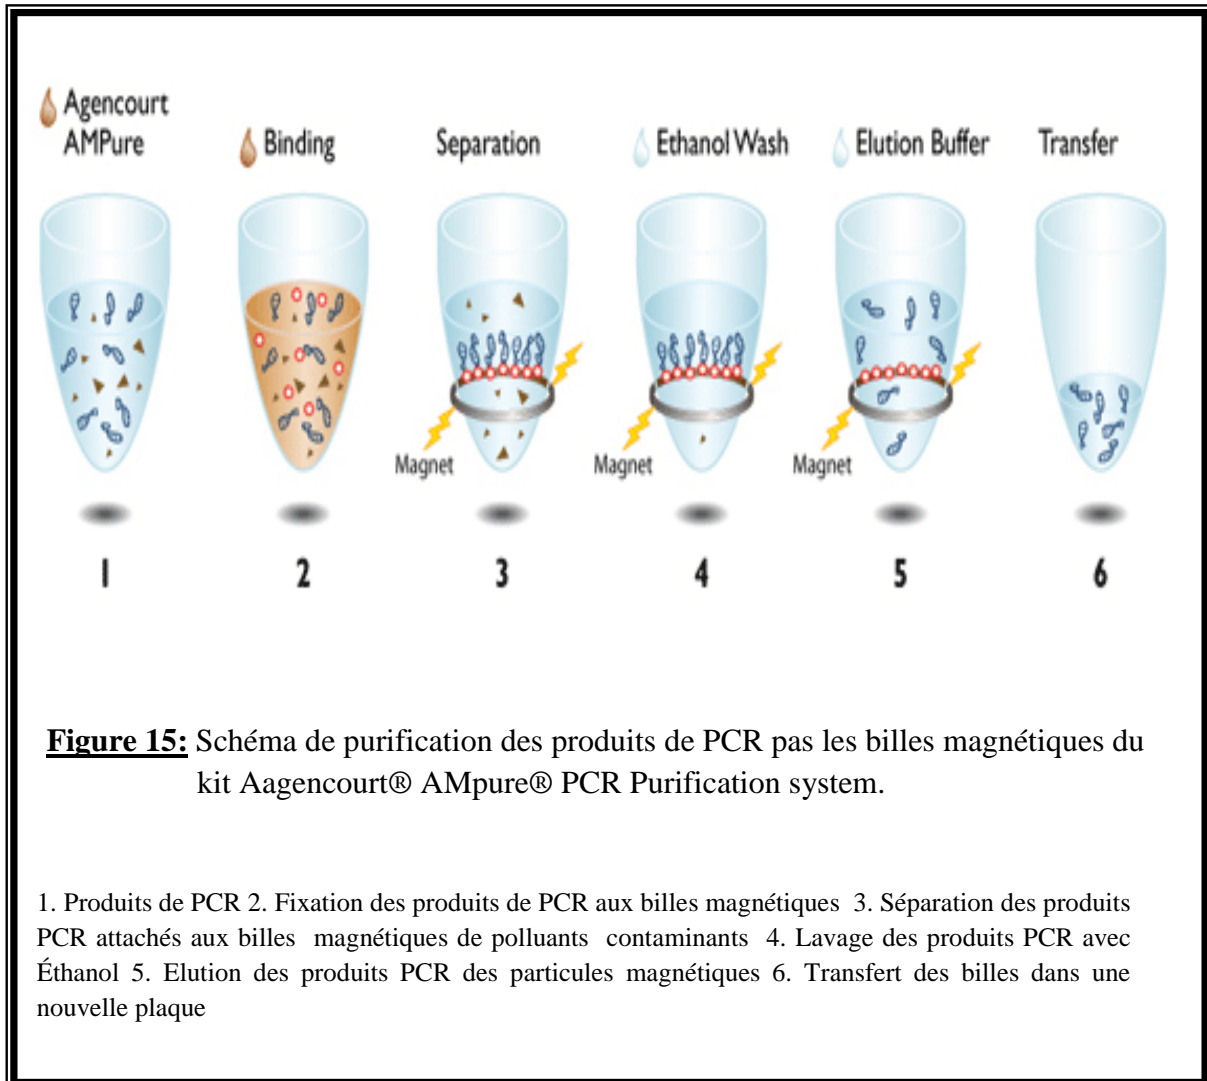 Agencourt
AMPure
Binding
Separation
Ethanol Wash
Elution Buffer
Transfer
Magnet
Magnet
Magnet
1
2
3
4
5
6
Figure 15: Schéma de purification des produits de PCR pas les billes magnétiques du
kit Aagencourt® AMpure® PCR Purification system.
1. Produits de PCR 2. Fixation des produits de PCR aux billes magnétiques 3. Séparation des produits
PCR attachés aux billes magnétiques de polluants contaminants 4. Lavage des produits PCR avec
Éthanol 5. Elution des produits PCR des particules magnétiques 6. Transfert des billes dans une
nouvelle plaque